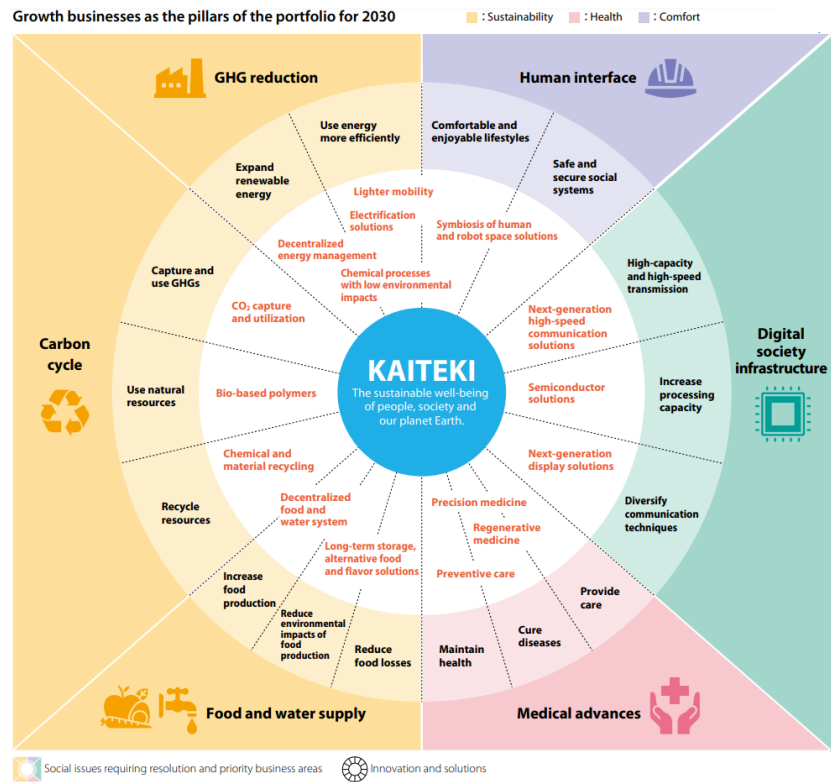 Growth businesses as the pillars of the portfolio for 2030
: Sustainability
: Health
: Comfort
GHG reduction
Human interface
Use energy
more efficiently
Comfortable and
enjoyable lifestyles
Expand
renewable
energy
Safe and
secure social
systems
Lighter mobility
Electrification
solutions
Symbiosis of human
and robot space solutions
Decentralized
energy management
Chemical processes
with low environmental
impacts
Capture and
use GHGs
CO₂ capture
and utilization
High-capacity
and high-speed
transmission
Next-generation
high-speed
communication
solutions
Carbon
cycle
Digital
society
infrastructure
KAITEKI
The sustainable well-being
of people, society and
our planet Earth.
Use natural
resources
Bio-based polymers
Semiconductor
solutions
Increase
processing
capacity
Chemical and
material recycling
Next-generation
display solutions
Recycle
resources
Decentralized
food and
water system
Precision medicine
Diversify
communication
techniques
Regenerative
medicine
Long-term storage,
alternative food
and flavor solutions
Preventive care
Increase
food
production
Provide
care
Reduce
environmental
impacts of
food
production
Reduce
food losses
Maintain
health
Cure
diseases
Food and water supply
Medical advances
Social issues requiring resolution and priority business areas
Innovation and solutions